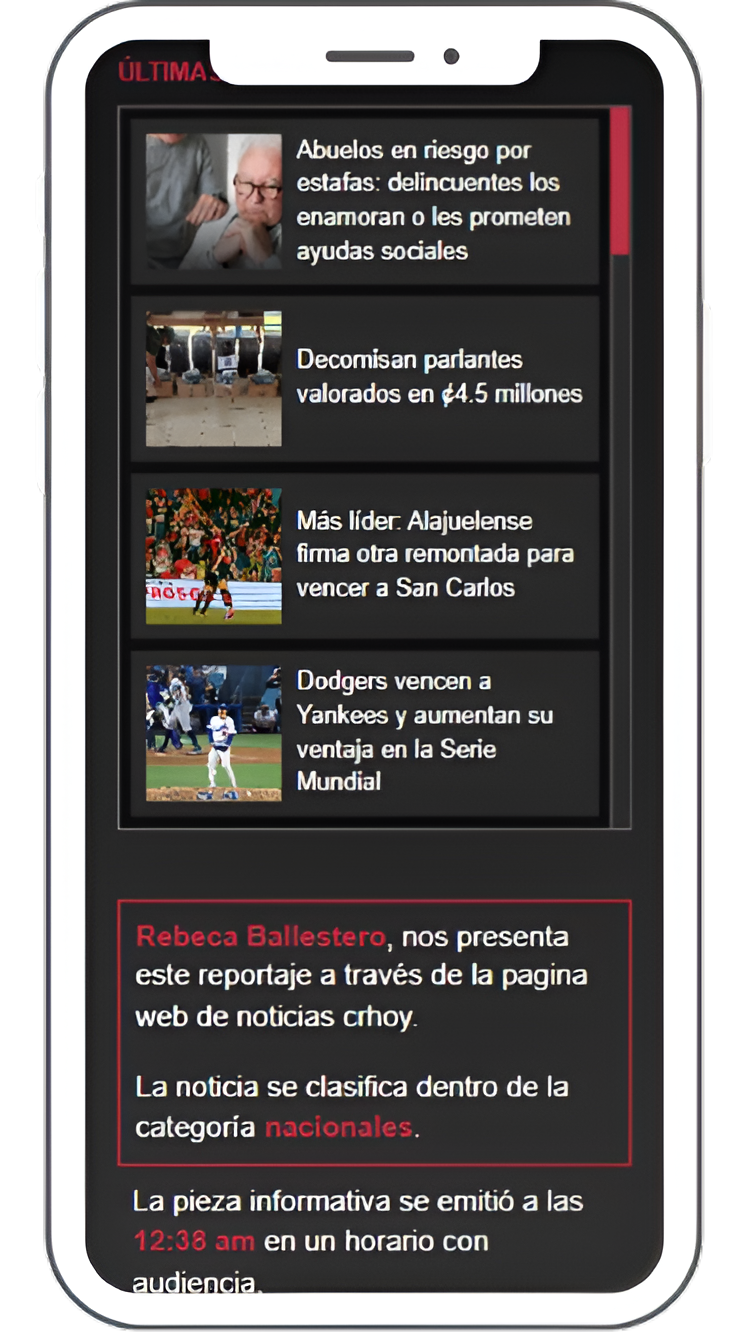 ÚLTIMAS
Abuelos en riesgo por
estafas: delincuentes los
enamoran o les prometen
ayudas sociales
Decomisan parlantes
valorados en ₡4.5 millones
Más líder: Alajuelense
firma otra remontada para
vencer a San Carlos
Dodgers vencen a
Yankees y aumentan su
ventaja en la Serie
Mundial
Rebeca Ballestero, nos presenta
este reportaje a través de la pagina
web de noticias crhoy.
La noticia se clasifica dentro de la
categoría nacionales.
La pieza informativa se emitió a las
12:38 am en un horario con
audiencia.